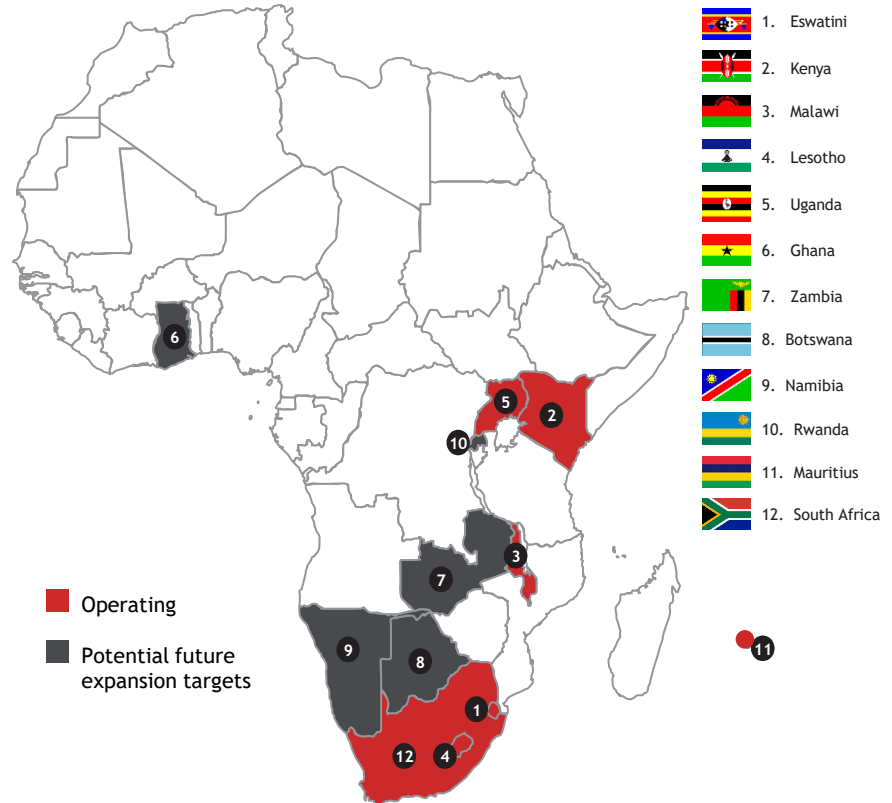 1. Eswatini
2. Kenya
3. Malawi
4. Lesotho
5. Uganda
6. Ghana
7. Zambia
8. Botswana
9. Namibia
10. Rwanda
11. Mauritius
12. South Africa
6
5
2
10
3
7
9
8
11
1
12
4
Operating
Potential future
expansion targets